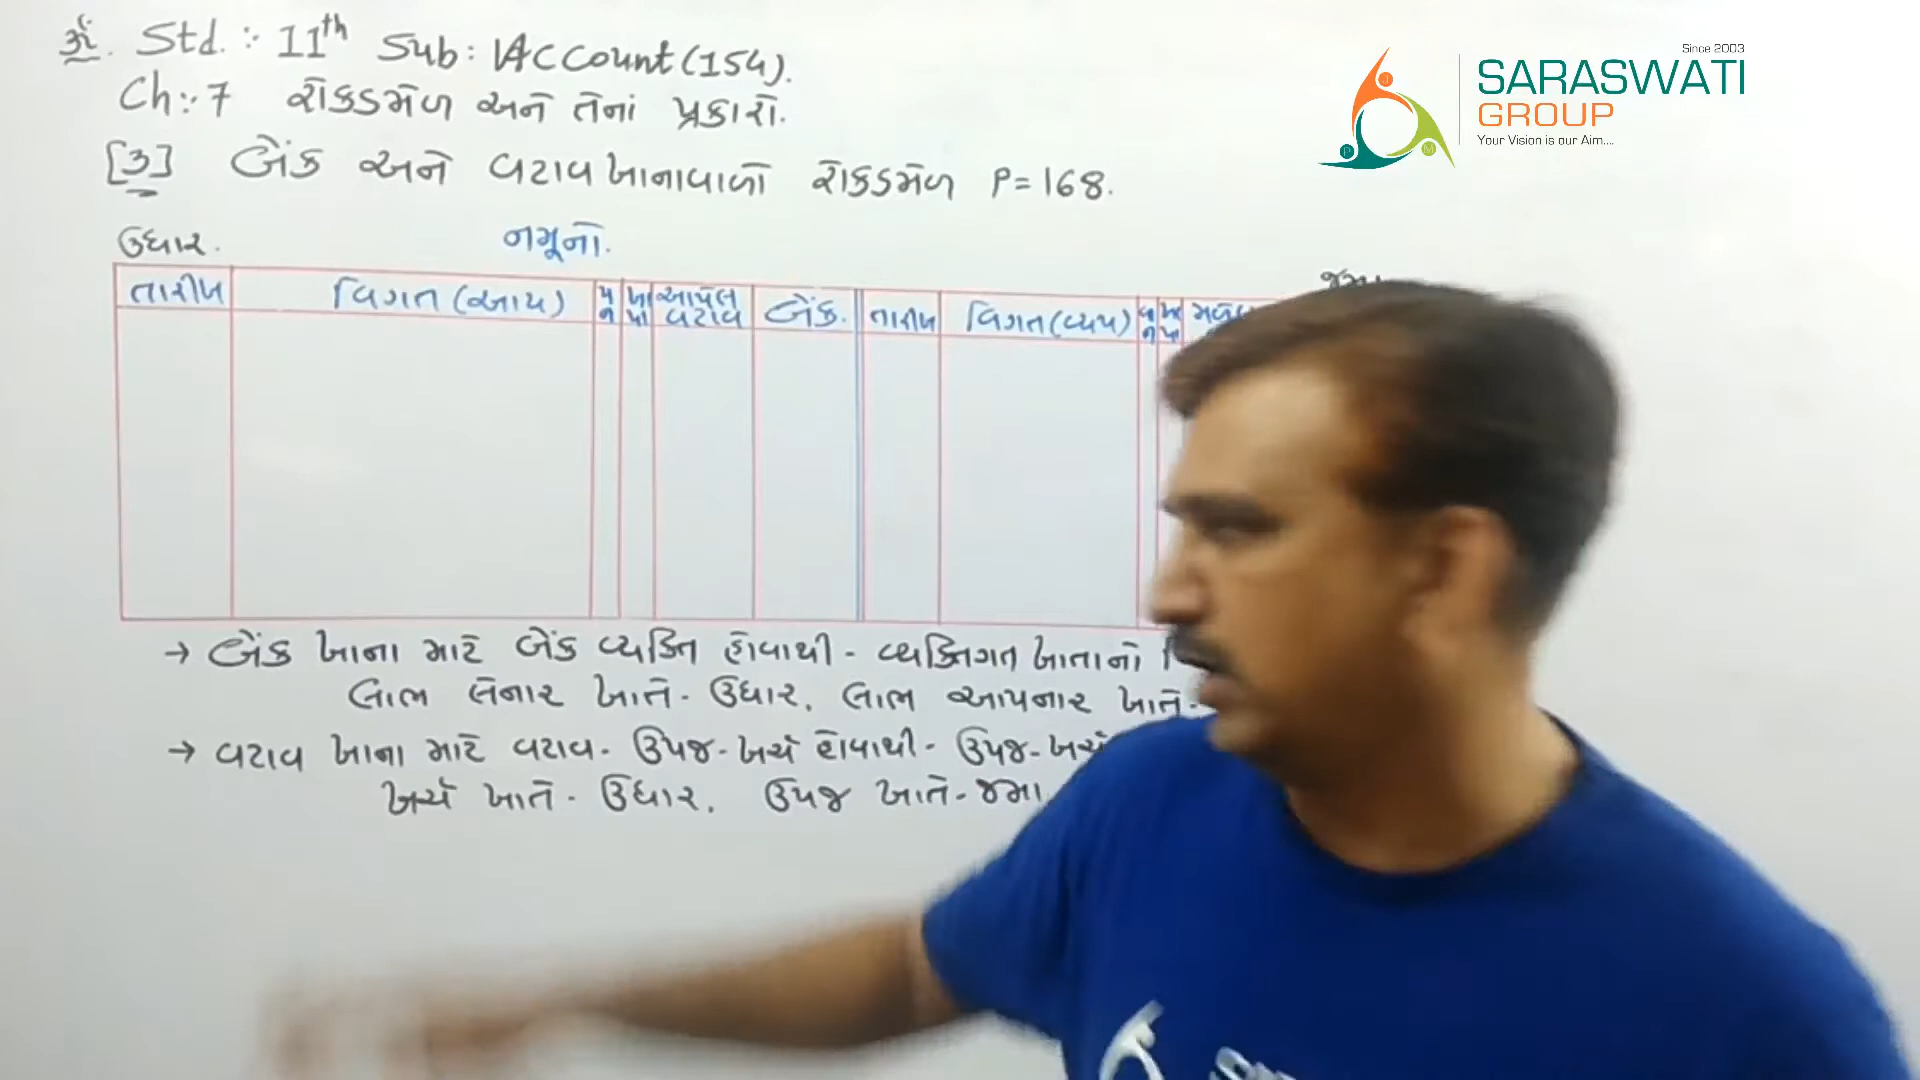 ૐ. Std. :- 11th Sub : Account (154).
Ch :- 7 રોકડમેળ અને તેનાં પ્રકારો.
[3] બેંક અને વટાવ ખાનાવાળો રોકડમેળ P = 168.
ઉધાર. નમૂનો.
તારીખ વિગત (આય) પા ન ખા પા આપેલ વટાવ બેંક. તારીખ વિગત (વ્યય) પા ન ખા પા
→ બેંક ખાના માટે બેંક વ્યક્તિ હોવાથી - વ્યક્તિગત ખાતાનો
લાભ લેનાર ખાતે - ઉધાર, લાભ આપનાર ખાતે -
→ વટાવ ખાના માટે વટાવ - ઉપજ - ખર્ચ હોવાથી - ઉપજ - ખર્ચ
ખર્ચ ખાતે - ઉધાર, ઉપજ ખાતે - જમા
Since 2003
SARASWATI
GROUP
Your Vision is our Aim....
J
P
M